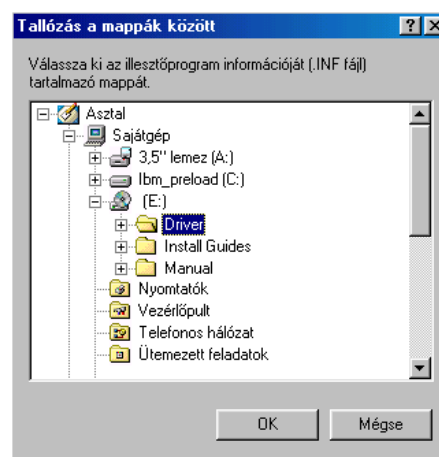 Tallózás a mappák között
Válassza ki az illesztőprogram információját (.INF fájl)
tartalmazó mappát.
Asztal
Sajátgép
3,5'' lemez (A:)
Ibm_preload (C:)
(E:)
Driver
Install Guides
Manual
Nyomtatók
Vezérlőpult
Telefonos hálózat
Ütemezett feladatok
OK Mégse